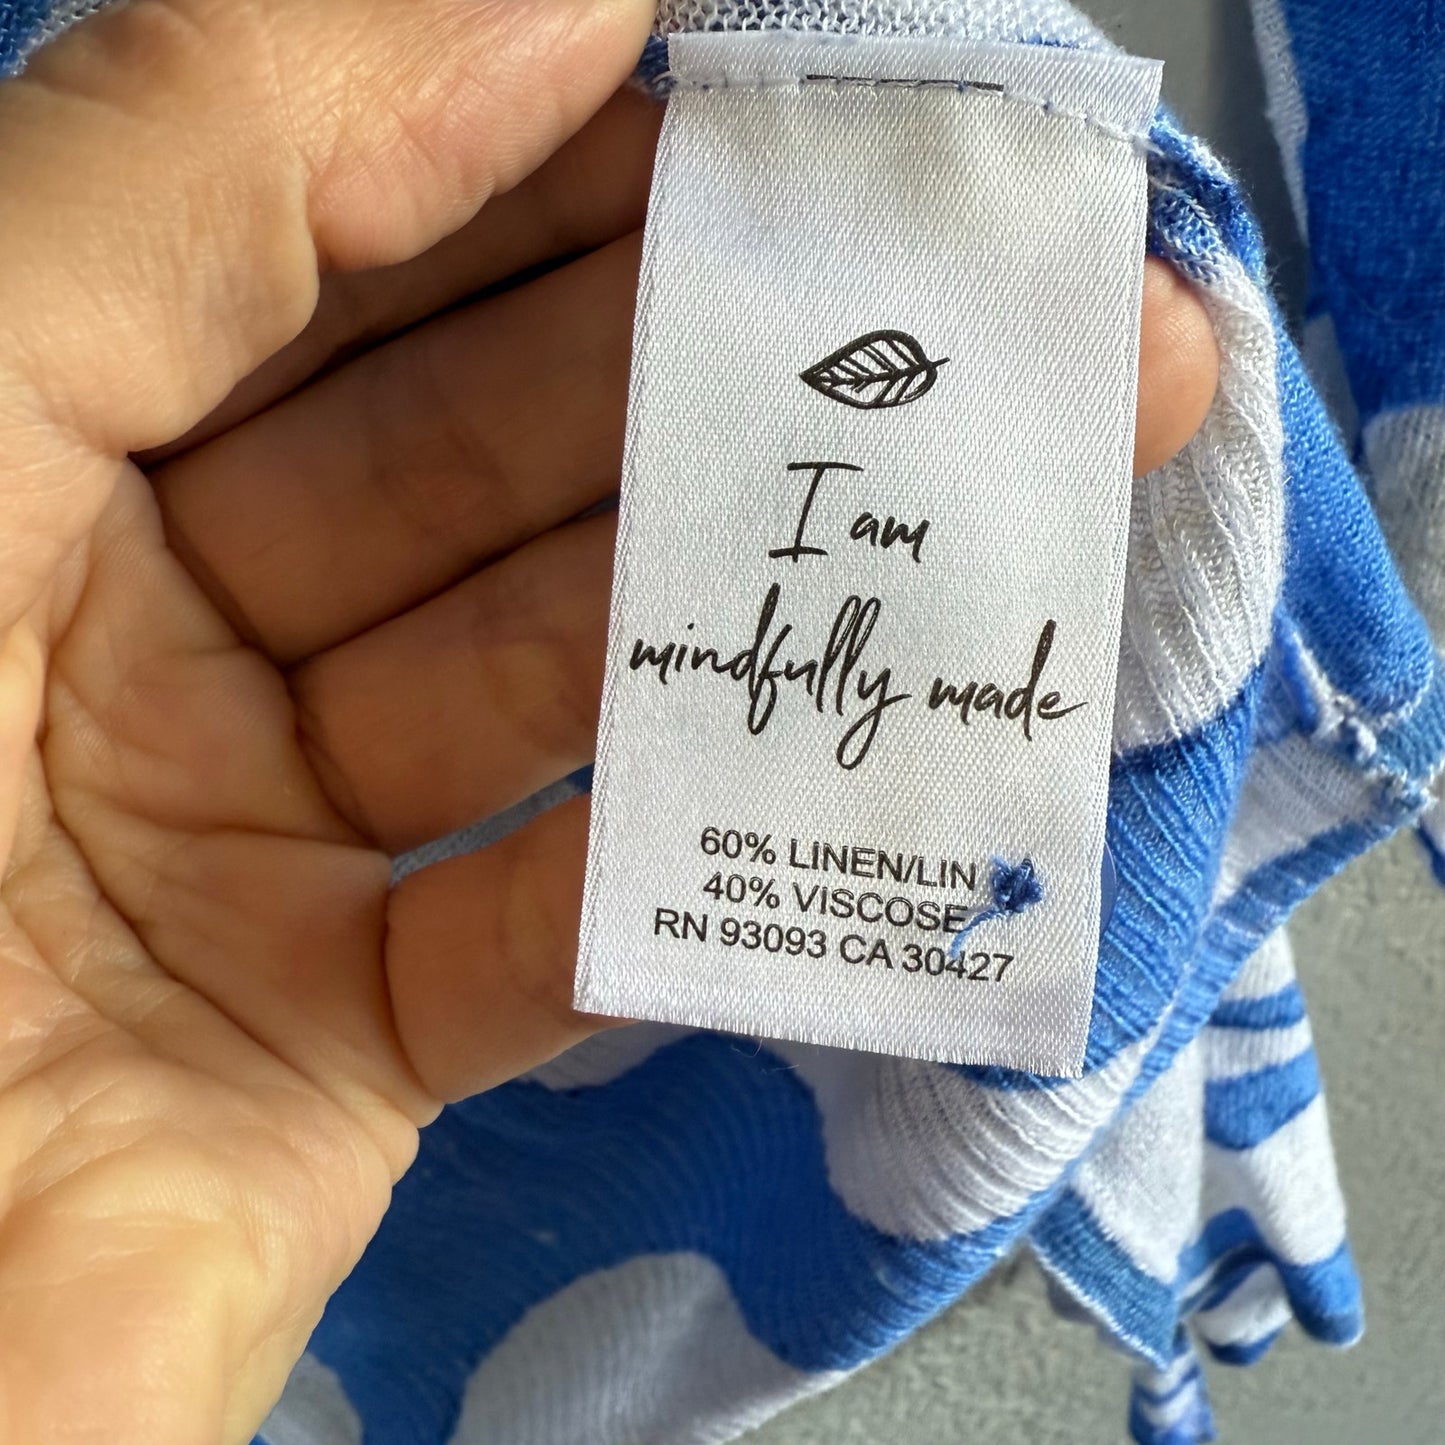 I am
mindfully made
60% LINEN/LIN
40% VISCOSE
RN 93093 CA 30427